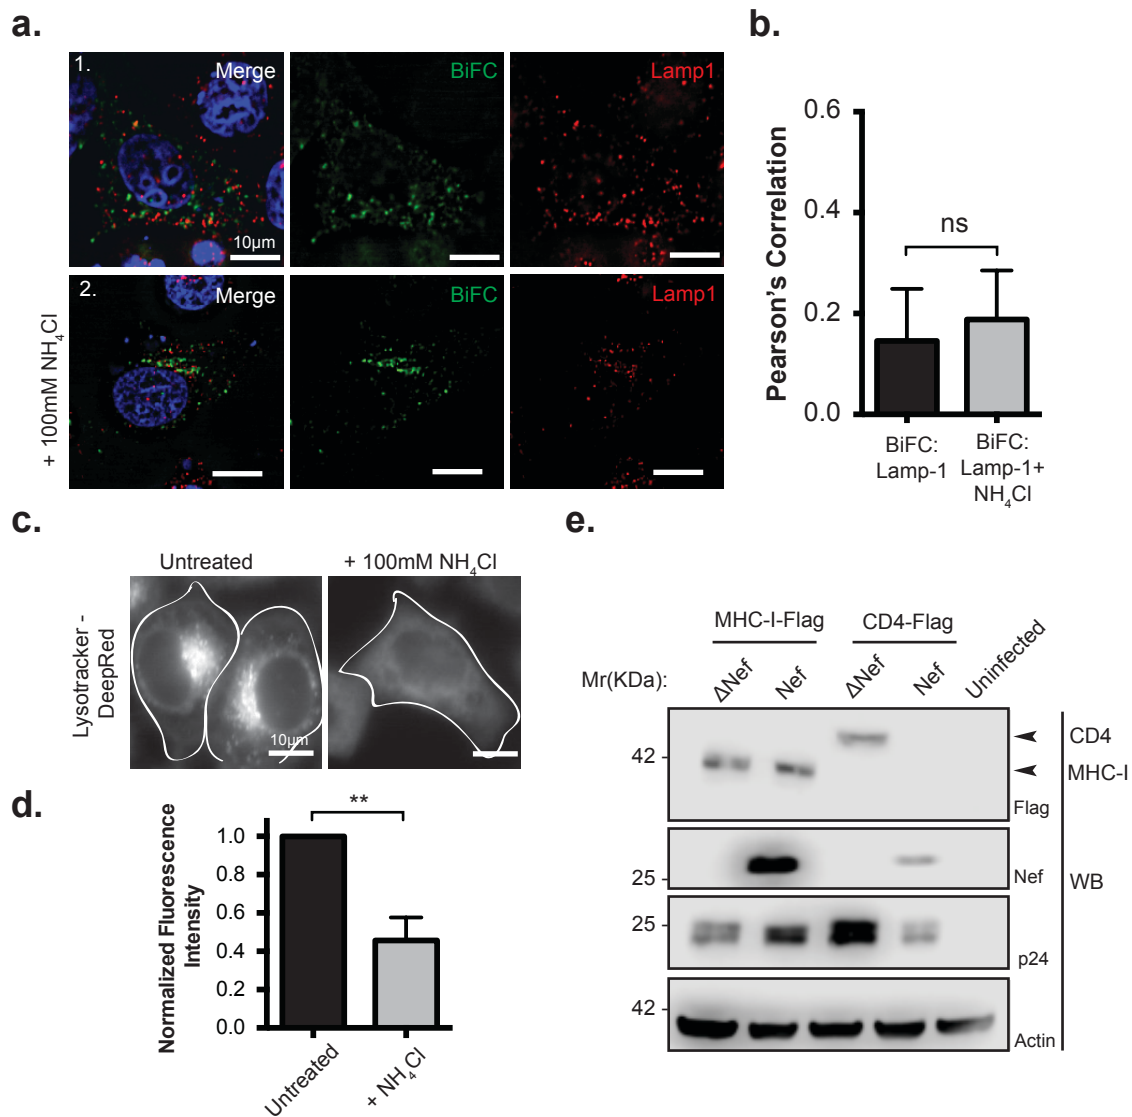 a.
1.
Merge
BiFC
Lamp1
10µm
2.
Merge
BiFC
Lamp1
+ 100mM NH₄Cl
b.
Pearson's Correlation
0.6
0.4
0.2
0.0
ns
BiFC:
Lamp-1
BiFC:
Lamp-1+
NH₄Cl
c.
Untreated
+ 100mM NH₄Cl
Lysotracker -
DeepRed
10µm
d.
Normalized Fluorescence
Intensity
**
1.0
0.8
0.6
0.4
0.2
0.0
Untreated
+ NH₄Cl
e.
MHC-I-Flag
CD4-Flag
Mr(KDa):
ΔNef
Nef
ΔNef
Nef
Uninfected
42 -
CD4
MHC-I
Flag
25 -
Nef
WB
25 -
p24
42 -
Actin